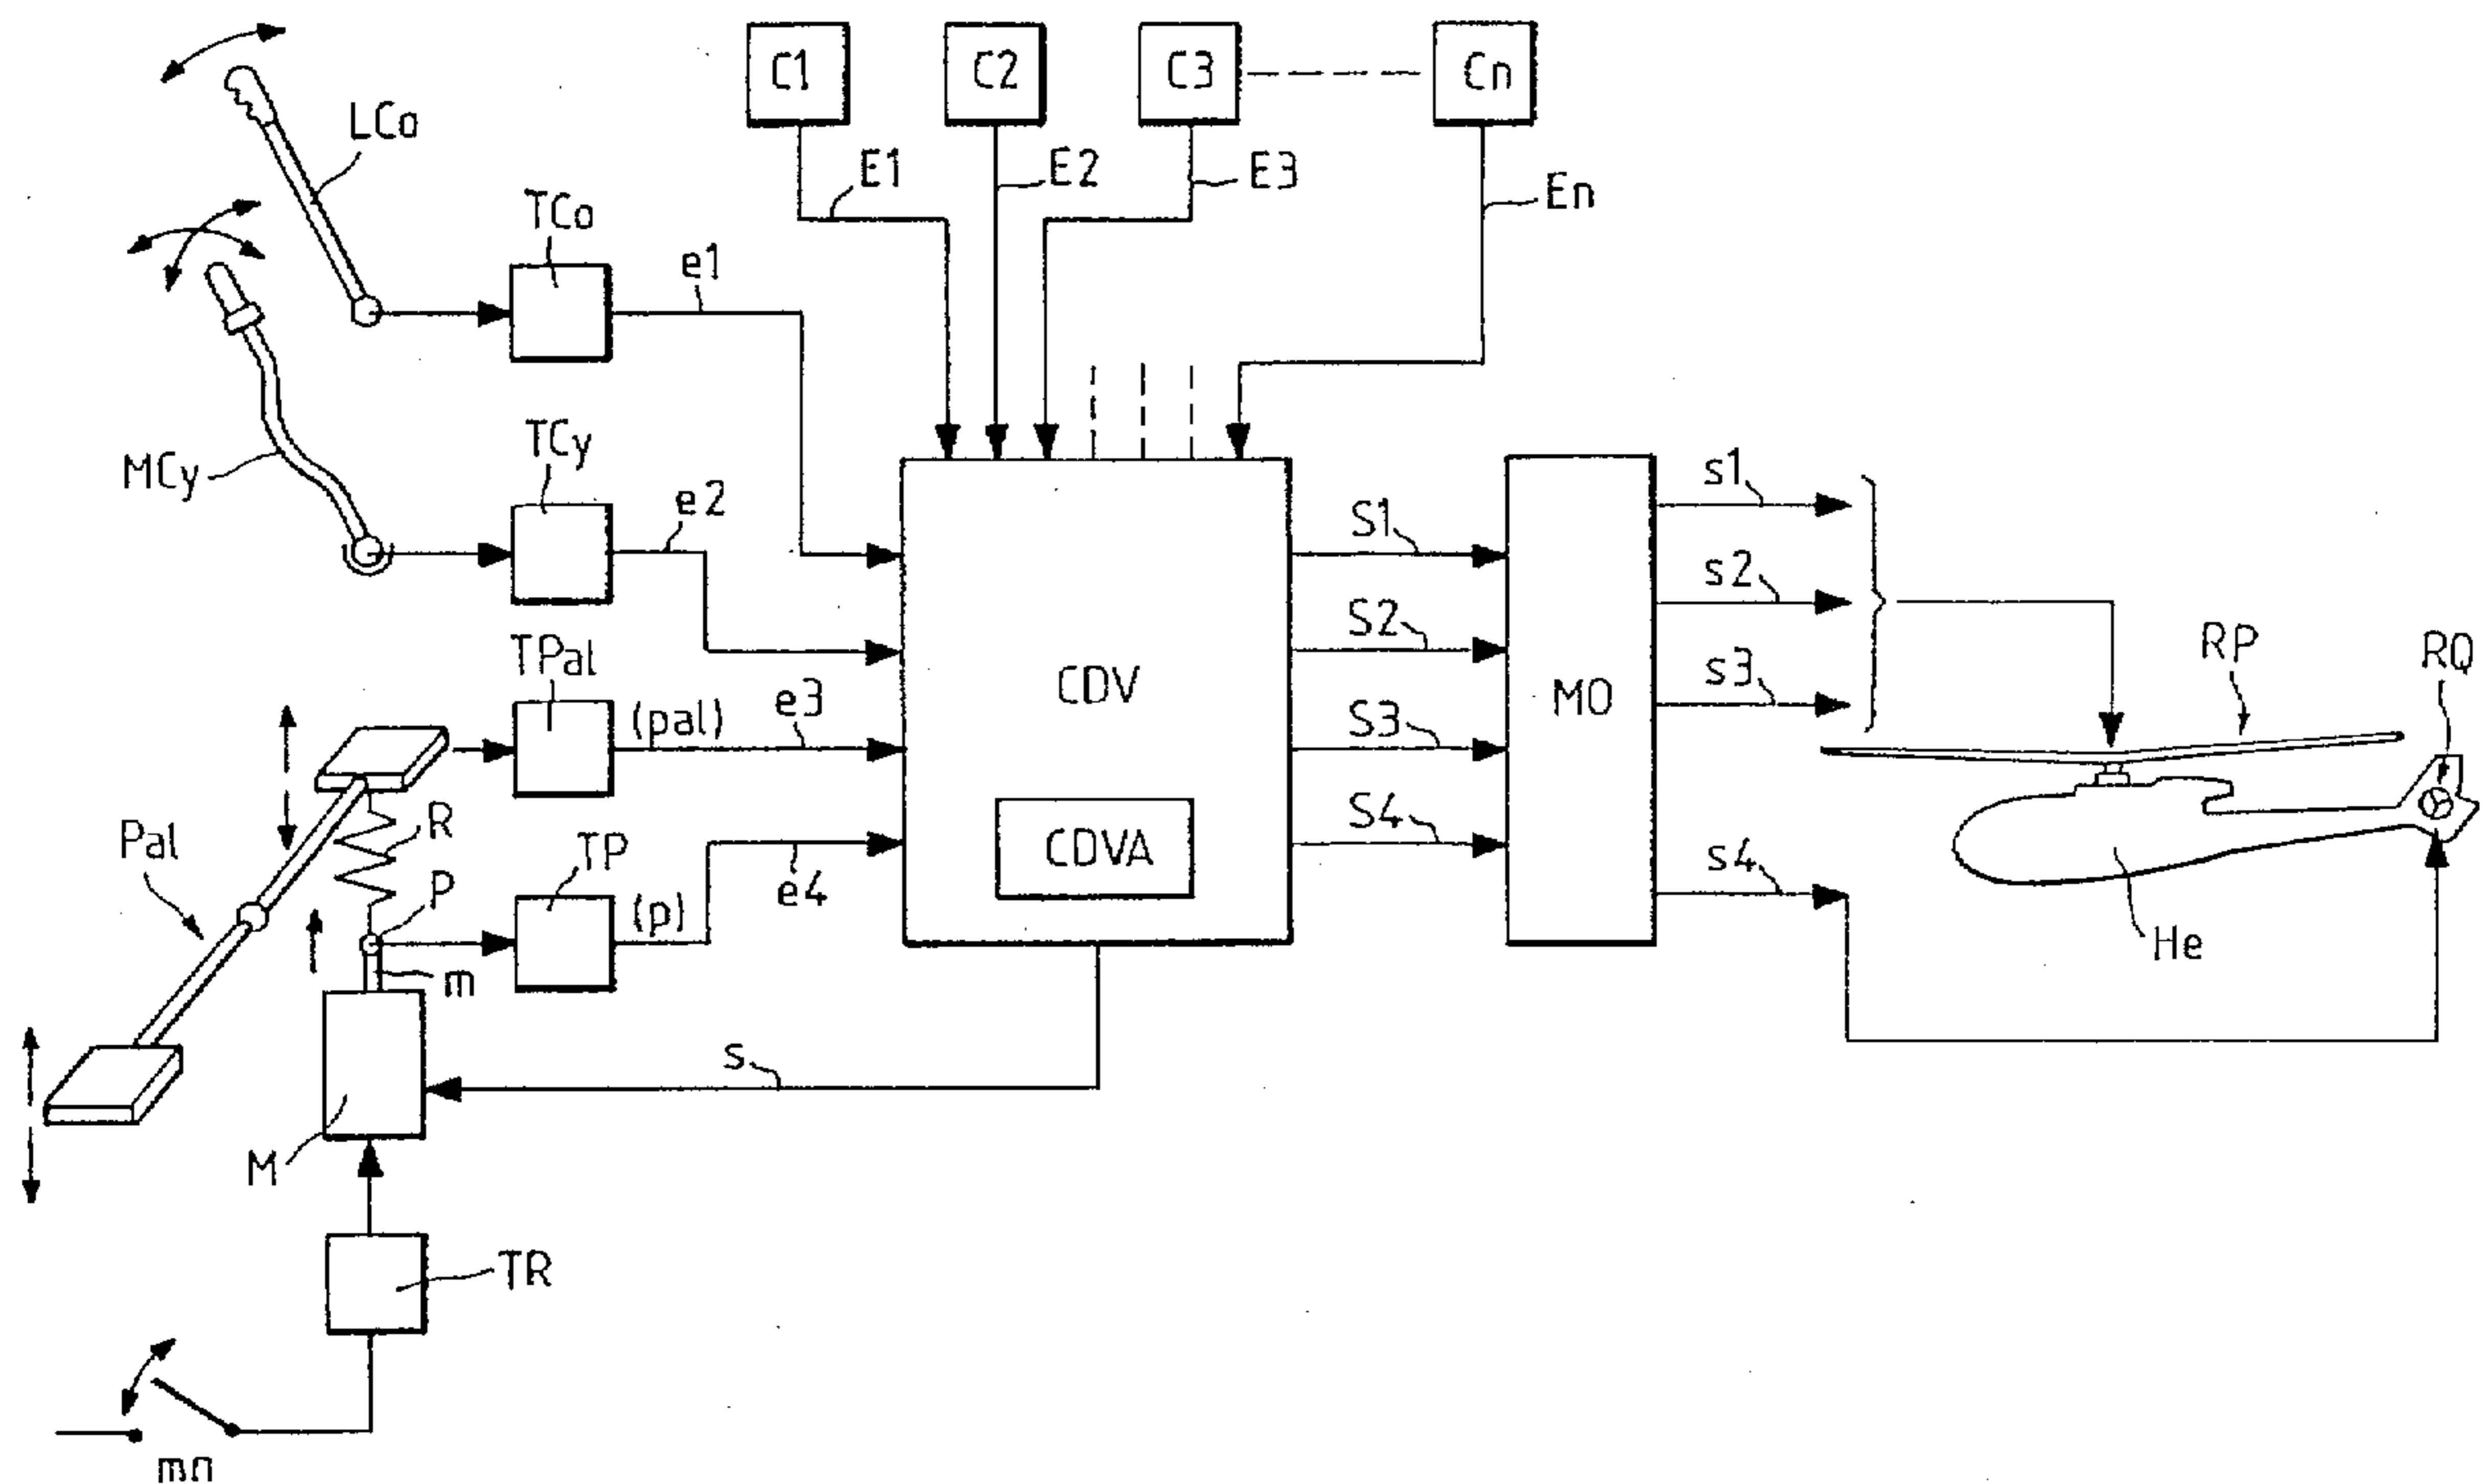 C1
C2
C3
Cn
LCo
E1
E2
E3
En
TCo
e1
MCy
TCy
e2
S1
s1
s2
S2
TPal
RP
RQ
(pal)
e3
CDV
MO
s3
S3
Pal
R
TP
e4
CDVA
S4
s4
P
(p)
He
m
s
M
TR
mn